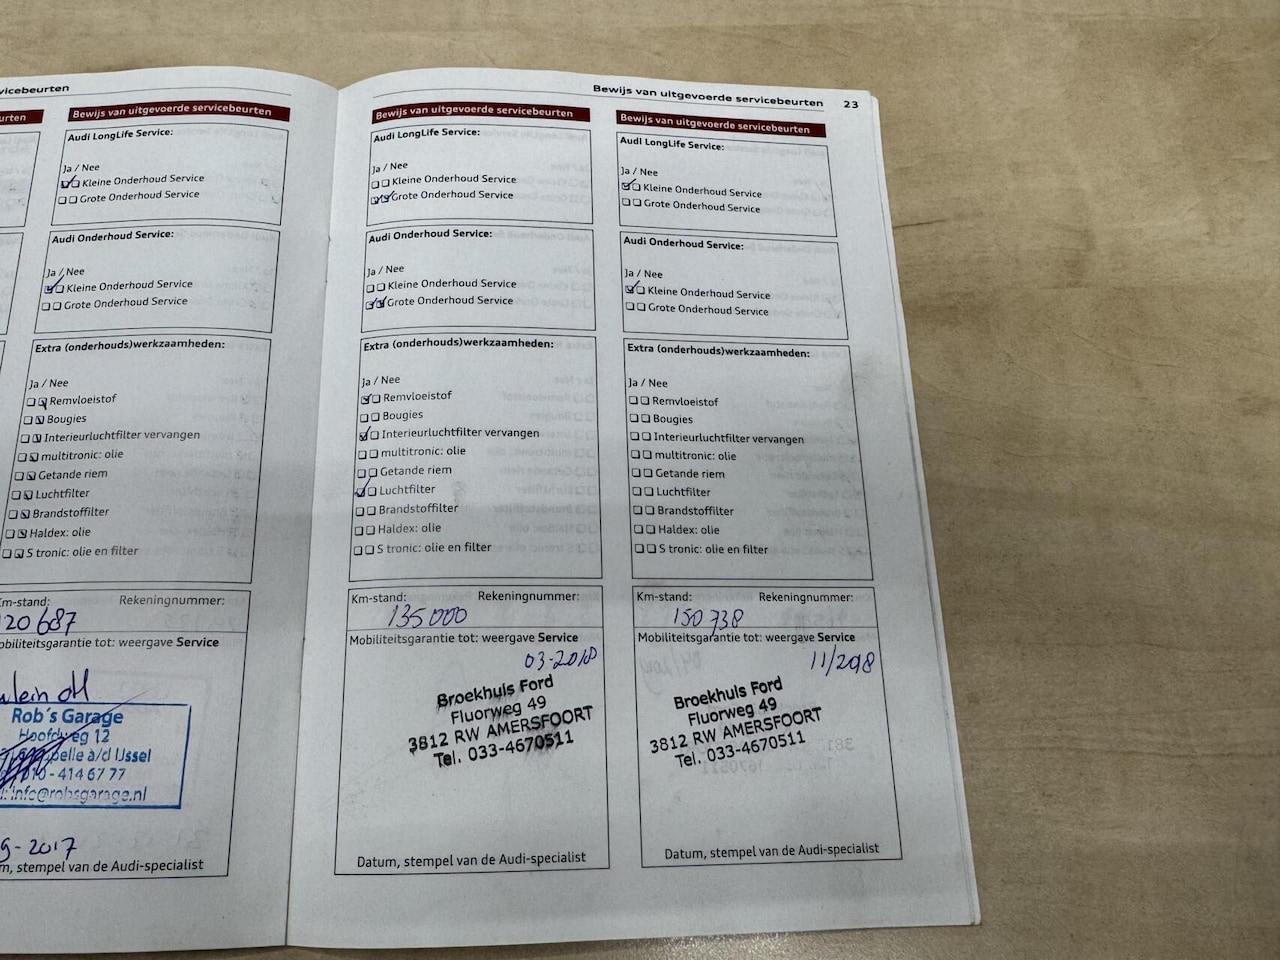 vicebeurten
urten
Bewijs van uitgevoerde servicebeurten
Audi LongLife Service:
Ja / Nee
Kleine Onderhoud Service
Grote Onderhoud Service
Audi Onderhoud Service:
Ja / Nee
Kleine Onderhoud Service
Grote Onderhoud Service
Extra (onderhouds)werkzaamheden:
Ja / Nee
Remvloeistof
Bougies
Interieurluchtfilter vervangen
multitronic: olie
Getande riem
Luchtfilter
Brandstoffilter
Haldex: olie
S tronic: olie en filter
Km-stand: Rekeningnummer:
20687
obiliteitsgarantie tot: weergave Service
Rob's Garage
Hoofdweg 12
pelle a/d IJssel
010 - 414 67 77
info@robsgarage.nl
9-2017
m, stempel van de Audi-specialist
Bewijs van uitgevoerde servicebeurten 23
Bewijs van uitgevoerde servicebeurten
Audi LongLife Service:
Ja / Nee
Kleine Onderhoud Service
Grote Onderhoud Service
Audi Onderhoud Service:
Ja / Nee
Kleine Onderhoud Service
Grote Onderhoud Service
Extra (onderhouds)werkzaamheden:
Ja / Nee
Remvloeistof
Bougies
Interieurluchtfilter vervangen
multitronic: olie
Getande riem
Luchtfilter
Brandstoffilter
Haldex: olie
S tronic: olie en filter
Km-stand: Rekeningnummer:
135000
Mobiliteitsgarantie tot: weergave Service
03-2018
Broekhuis Ford
Fluorweg 49
3812 RW AMERSFOORT
Tel. 033-4670511
Datum, stempel van de Audi-specialist
Bewijs van uitgevoerde servicebeurten
Audi LongLife Service:
Ja / Nee
Kleine Onderhoud Service
Grote Onderhoud Service
Audi Onderhoud Service:
Ja / Nee
Kleine Onderhoud Service
Grote Onderhoud Service
Extra (onderhouds)werkzaamheden:
Ja / Nee
Remvloeistof
Bougies
Interieurluchtfilter vervangen
multitronic: olie
Getande riem
Luchtfilter
Brandstoffilter
Haldex: olie
S tronic: olie en filter
Km-stand: Rekeningnummer:
150738
Mobiliteitsgarantie tot: weergave Service
11/2018
Broekhuis Ford
Fluorweg 49
3812 RW AMERSFOORT
Tel. 033-4670511
Datum, stempel van de Audi-specialist